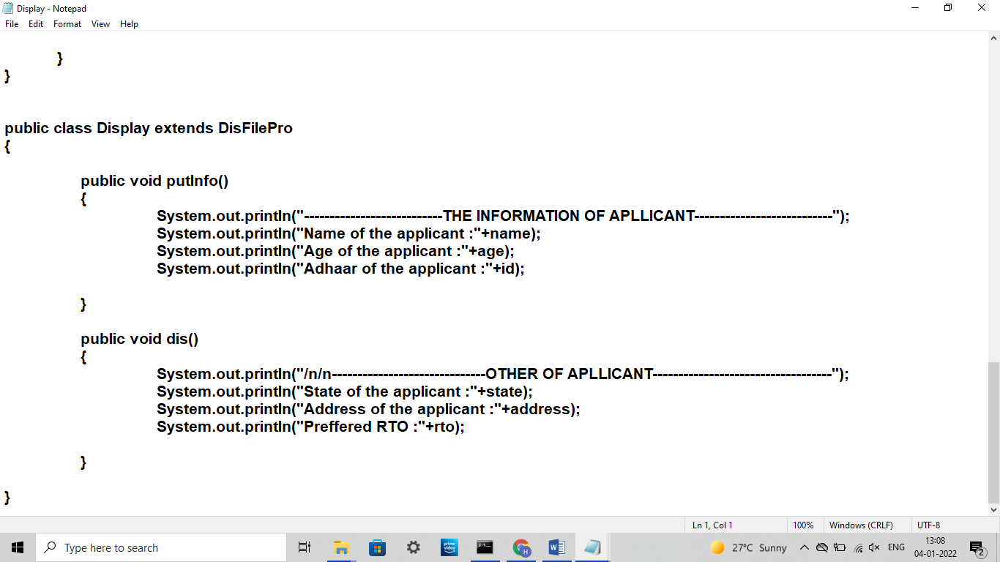 Display - Notepad
File Edit Format View Help
}
}
public class Display extends DisFilePro
{
public void putInfo()
{
System.out.println("---------------------------THE INFORMATION OF APLLICANT---------------------------");
System.out.println("Name of the applicant :"+name);
System.out.println("Age of the applicant :"+age);
System.out.println("Adhaar of the applicant :"+id);
}
public void dis()
{
System.out.println("/n/n------------------------------OTHER OF APLLICANT-----------------------------------");
System.out.println("State of the applicant :"+state);
System.out.println("Address of the applicant :"+address);
System.out.println("Preffered RTO :"+rto);
}
}
Ln 1, Col 1 100% Windows (CRLF) UTF-8
Type here to search prime video H W 27°C Sunny ENG 13:08 2
04-01-2022